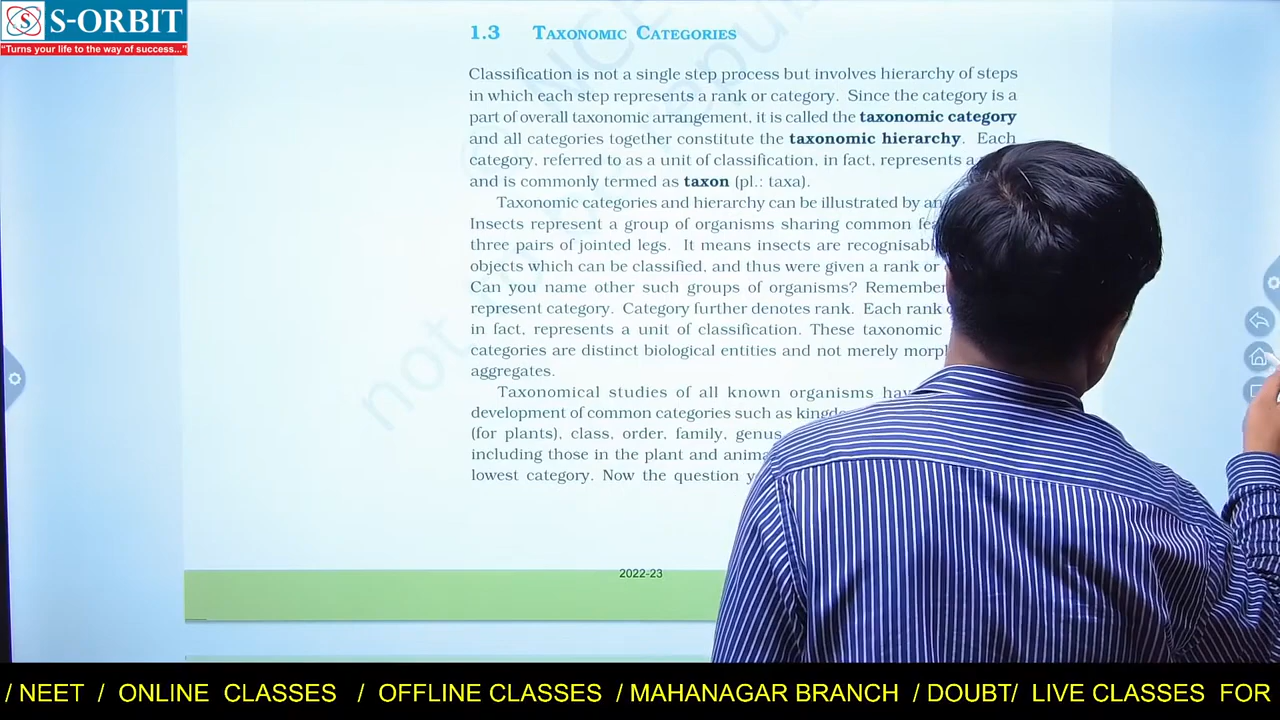 S-ORBIT
"Turns your life to the way of success..."
1.3 TAXONOMIC CATEGORIES
Classification is not a single step process but involves hierarchy of steps
in which each step represents a rank or category. Since the category is a
part of overall taxonomic arrangement, it is called the taxonomic category
and all categories together constitute the taxonomic hierarchy. Each
category, referred to as a unit of classification, in fact, represents a
and is commonly termed as taxon (pl.: taxa).
Taxonomic categories and hierarchy can be illustrated by an
Insects represent a group of organisms sharing common
three pairs of jointed legs. It means insects are
objects which can be classified, and thus were given a rank or
Can you name other such groups of organisms? Remember
represent category. Category further denotes rank. Each rank
in fact, represents a unit of classification. These taxonomic
categories are distinct biological entities and not merely
aggregates.
Taxonomical studies of all known organisms
development of common categories such as
(for plants), class, order, family, genus
including those in the plant and
lowest category. Now the question
not
2022-23
/ NEET / ONLINE CLASSES / OFFLINE CLASSES / MAHANAGAR BRANCH / DOUBT/ LIVE CLASSES FOR